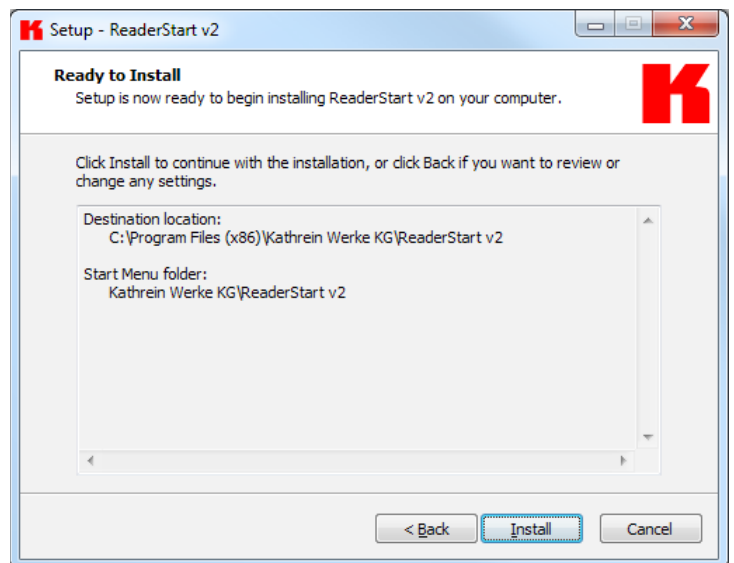 Setup - ReaderStart v2
Ready to Install
Setup is now ready to begin installing ReaderStart v2 on your computer.
Click Install to continue with the installation, or click Back if you want to review or
change any settings.
Destination location:
C:\Program Files (x86)\Kathrein Werke KG\ReaderStart v2
Start Menu folder:
Kathrein Werke KG\ReaderStart v2
< Back Install Cancel